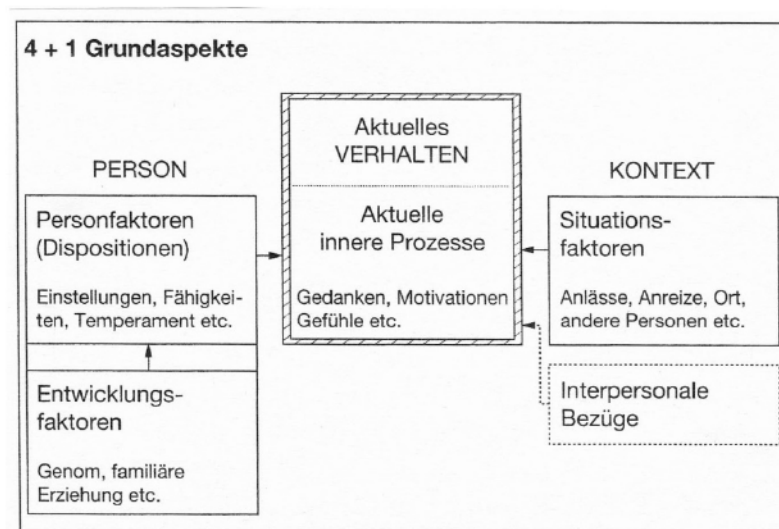 4 + 1 Grundaspekte
PERSON
Personfaktoren
(Dispositionen)
Einstellungen, Fähigkei-
ten, Temperament etc.
Entwicklungs-
faktoren
Genom, familiäre
Erziehung etc.
Aktuelles
VERHALTEN
Aktuelle
innere Prozesse
Gedanken, Motivationen
Gefühle etc.
KONTEXT
Situations-
faktoren
Anlässe, Anreize, Ort,
andere Personen etc.
Interpersonale
Bezüge